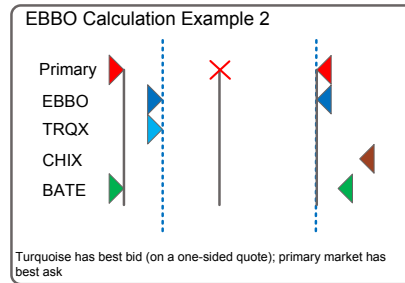 EBBO Calculation Example 2
Primary
EBBO
TRQX
CHIX
BATE
Turquoise has best bid (on a one-sided quote); primary market has
best ask